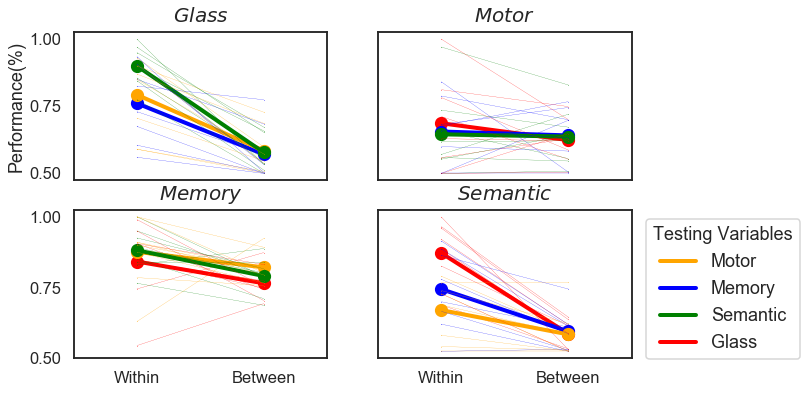 Glass
Motor
Performance(%)
1.00
0.75
0.50
Memory
Semantic
1.00
0.75
0.50
Within
Between
Within
Between
Testing Variables
Motor
Memory
Semantic
Glass